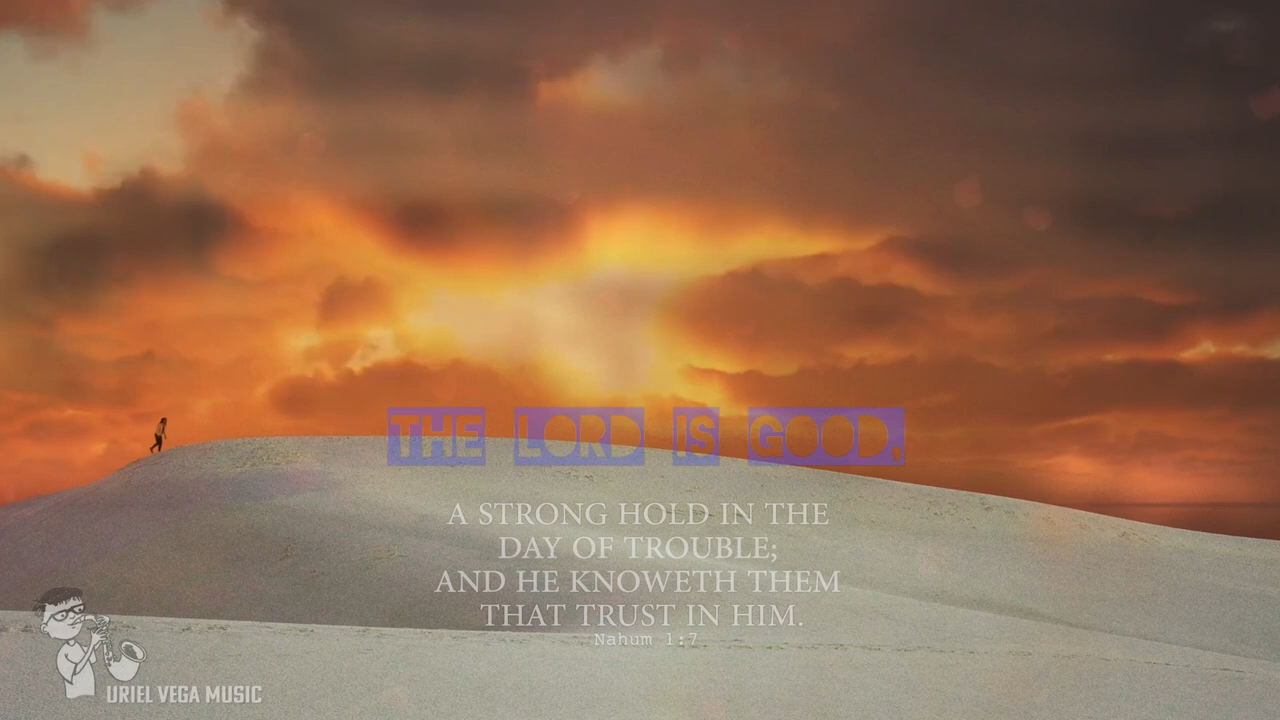 THE LORD IS GOOD,
A STRONG HOLD IN THE
DAY OF TROUBLE;
AND HE KNOWETH THEM
THAT TRUST IN HIM.
Nahum 1:7
URIEL VEGA MUSIC